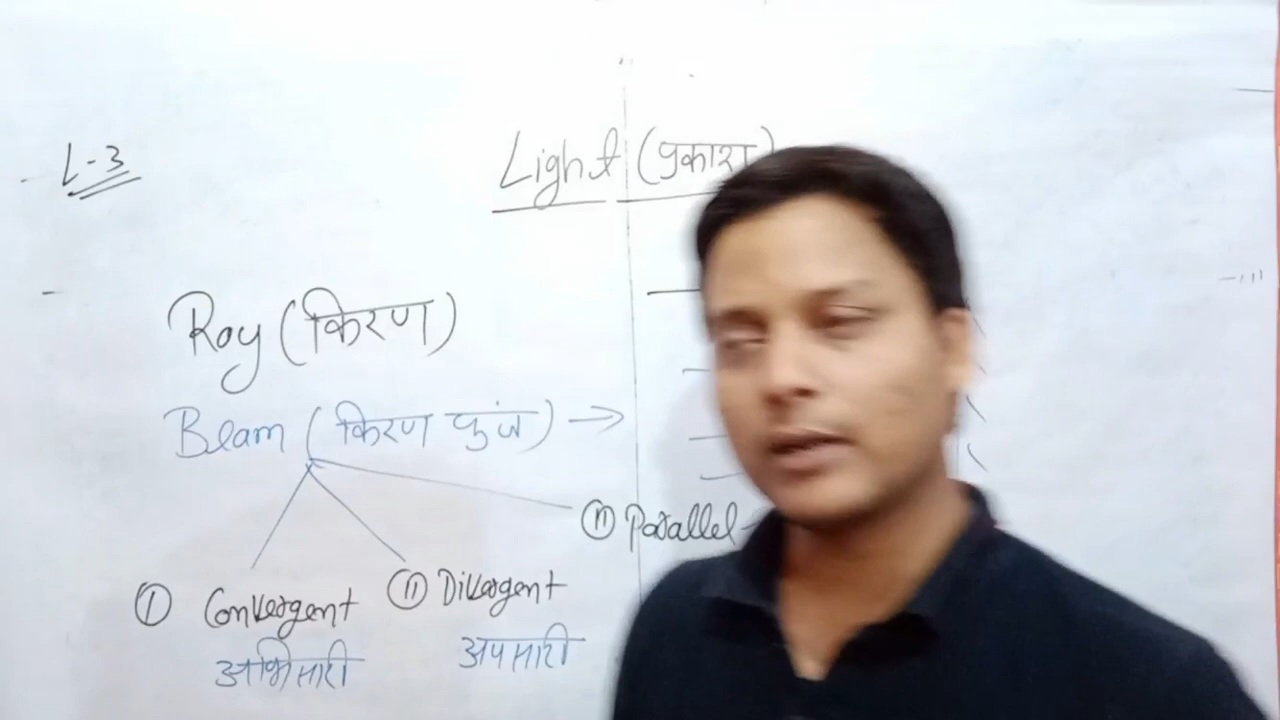 L-3
Light (प्रकाश)
Ray (किरण)
Beam (किरण पुंज) →
(iii) Parallel
(i) Convergent
(ii) Divergent
अभिसारी
अपसारी